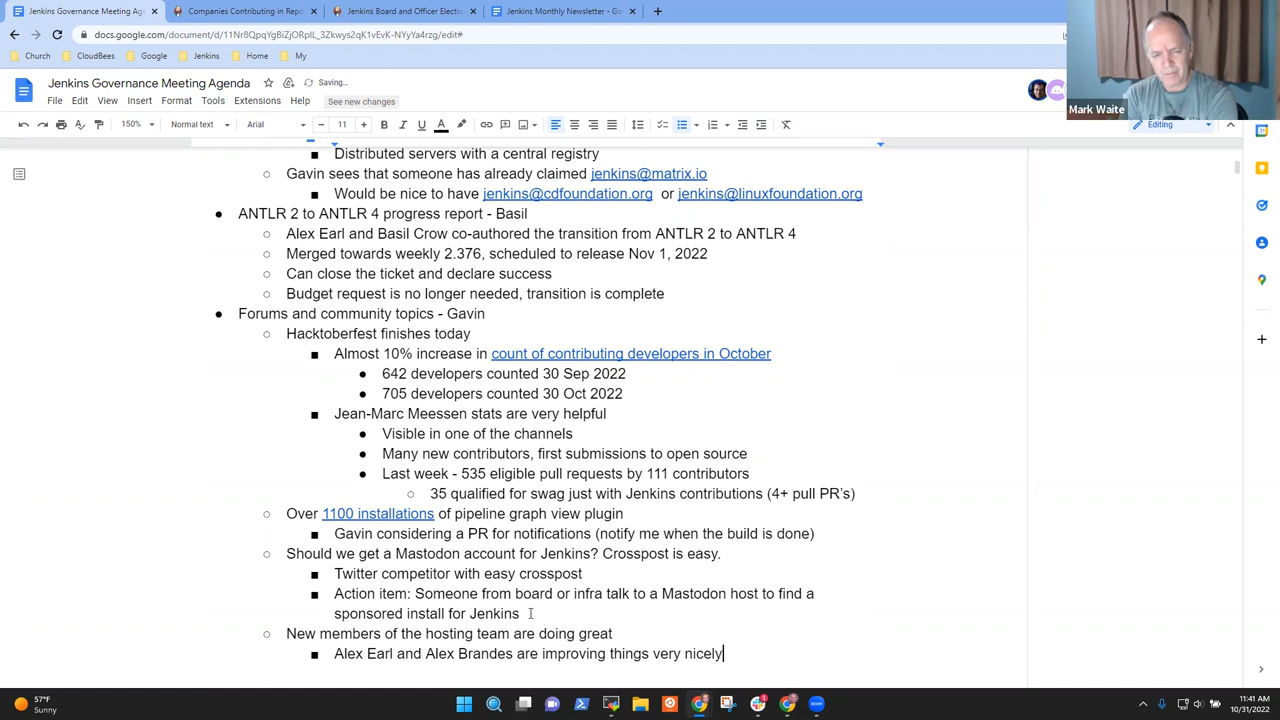 Jenkins Governance Meeting Age
Companies Contributing in Repo
Jenkins Board and Officer Electio
Jenkins Monthly Newsletter - Go
docs.google.com/document/d/11Nr8QpqYgBiZjORpIL_3Zkwys2qK1vEvK-NYyYa4rzg/edit#
Church CloudBees Google Jenkins Home My
Jenkins Governance Meeting Agenda Saving...
File Edit View Insert Format Tools Extensions Help See new changes
150% Normal text Arial 11 Editing
Mark Waite
■ Distributed servers with a central registry
○ Gavin sees that someone has already claimed jenkins@matrix.io
■ Would be nice to have jenkins@cdfoundation.org or jenkins@linuxfoundation.org
● ANTLR 2 to ANTLR 4 progress report - Basil
○ Alex Earl and Basil Crow co-authored the transition from ANTLR 2 to ANTLR 4
○ Merged towards weekly 2.376, scheduled to release Nov 1, 2022
○ Can close the ticket and declare success
○ Budget request is no longer needed, transition is complete
● Forums and community topics - Gavin
○ Hacktoberfest finishes today
■ Almost 10% increase in count of contributing developers in October
● 642 developers counted 30 Sep 2022
● 705 developers counted 30 Oct 2022
■ Jean-Marc Meessen stats are very helpful
● Visible in one of the channels
● Many new contributors, first submissions to open source
● Last week - 535 eligible pull requests by 111 contributors
○ 35 qualified for swag just with Jenkins contributions (4+ pull PR's)
○ Over 1100 installations of pipeline graph view plugin
■ Gavin considering a PR for notifications (notify me when the build is done)
○ Should we get a Mastodon account for Jenkins? Crosspost is easy.
■ Twitter competitor with easy crosspost
■ Action item: Someone from board or infra talk to a Mastodon host to find a
sponsored install for Jenkins
○ New members of the hosting team are doing great
■ Alex Earl and Alex Brandes are improving things very nicely
57°F
Sunny
11:41 AM
10/31/2022